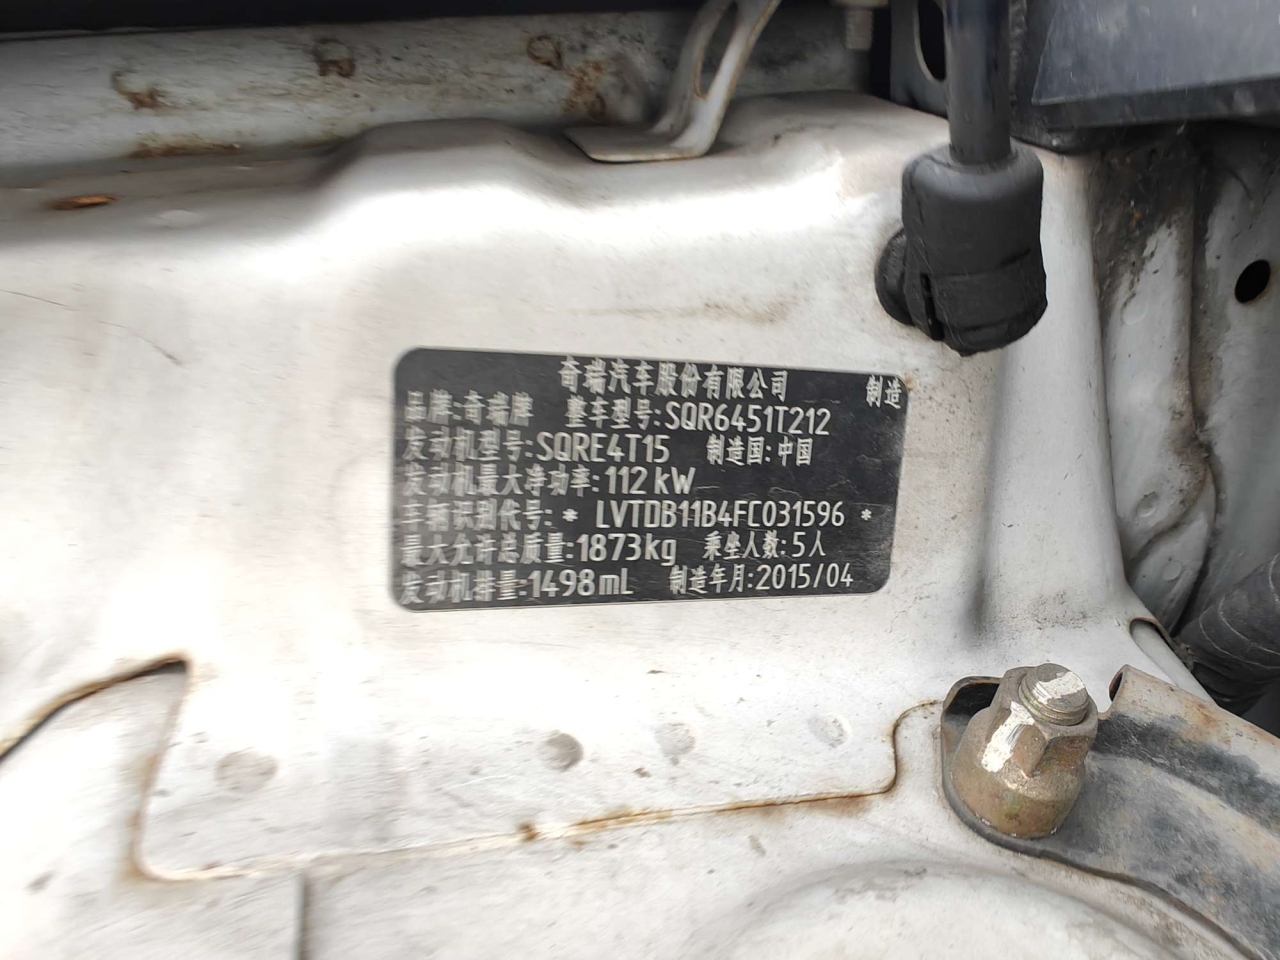 奇瑞汽车股份有限公司 制造
品牌:奇瑞牌 整车型号:SQR6451T212
发动机型号:SQRE4T15 制造国:中国
发动机最大净功率:112kW
车辆识别代号:* LVTDB11B4FC031596 *
最大允许总质量:1873kg 乘坐人数:5人
发动机排量:1498mL 制造年月:2015/04